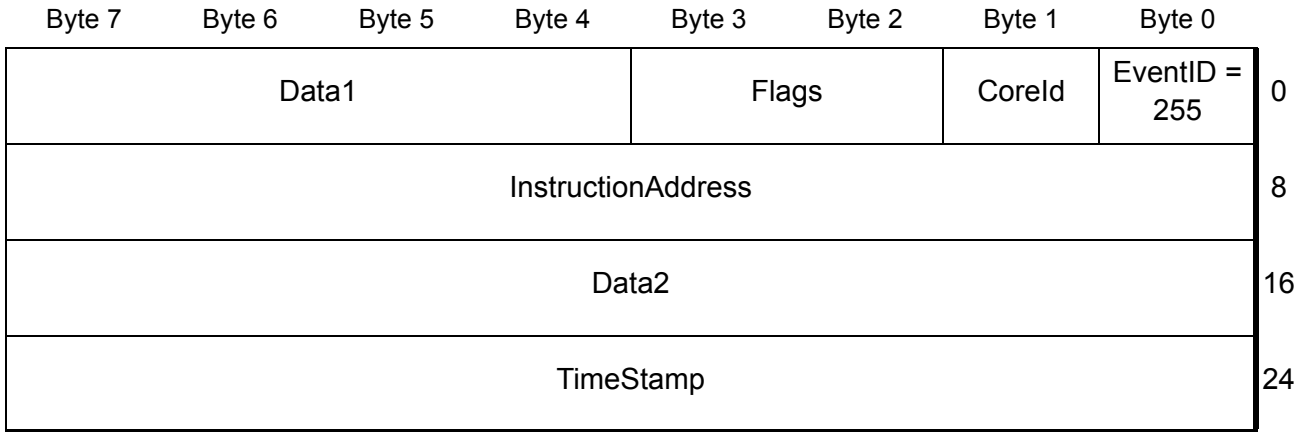 Byte 7 Byte 6 Byte 5 Byte 4 Byte 3 Byte 2 Byte 1 Byte 0
Data1 Flags CoreId EventID = 255 0
InstructionAddress 8
Data2 16
TimeStamp 24